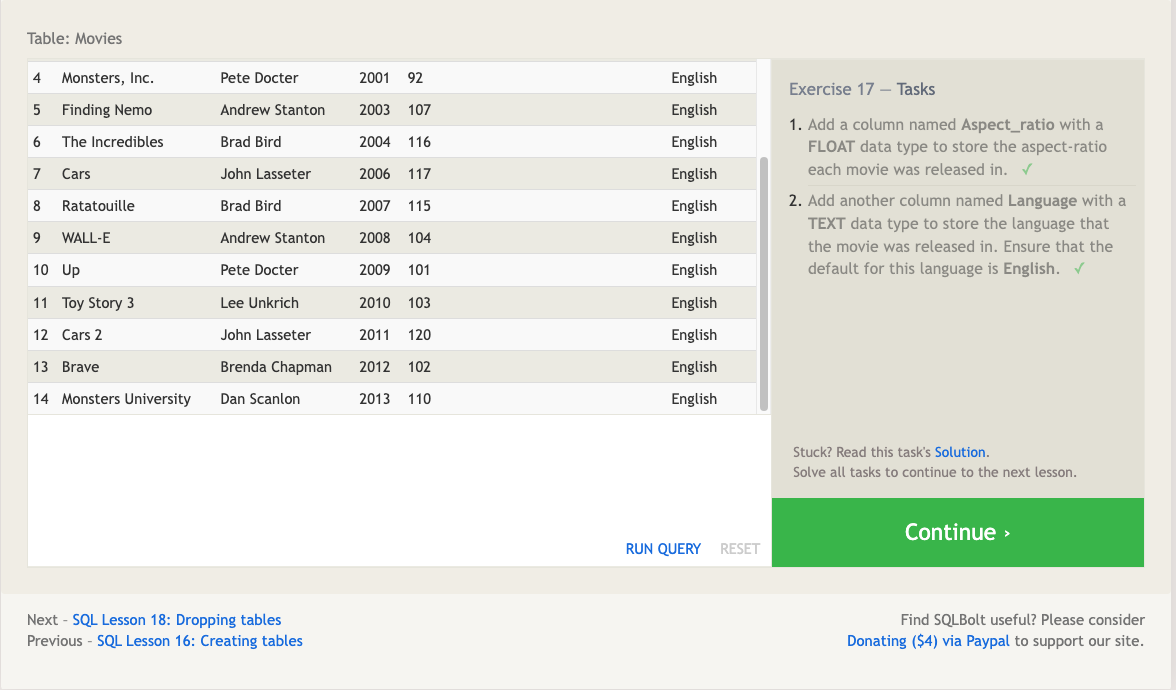 Table: Movies
4 Monsters, Inc. Pete Docter 2001 92 English
5 Finding Nemo Andrew Stanton 2003 107 English
6 The Incredibles Brad Bird 2004 116 English
7 Cars John Lasseter 2006 117 English
8 Ratatouille Brad Bird 2007 115 English
9 WALL-E Andrew Stanton 2008 104 English
10 Up Pete Docter 2009 101 English
11 Toy Story 3 Lee Unkrich 2010 103 English
12 Cars 2 John Lasseter 2011 120 English
13 Brave Brenda Chapman 2012 102 English
14 Monsters University Dan Scanlon 2013 110 English
RUN QUERY RESET
Exercise 17 — Tasks
1. Add a column named Aspect_ratio with a
FLOAT data type to store the aspect-ratio
each movie was released in. ✓
2. Add another column named Language with a
TEXT data type to store the language that
the movie was released in. Ensure that the
default for this language is English. ✓
Stuck? Read this task's Solution.
Solve all tasks to continue to the next lesson.
Continue ›
Next – SQL Lesson 18: Dropping tables
Previous – SQL Lesson 16: Creating tables
Find SQLBolt useful? Please consider
Donating ($4) via Paypal to support our site.